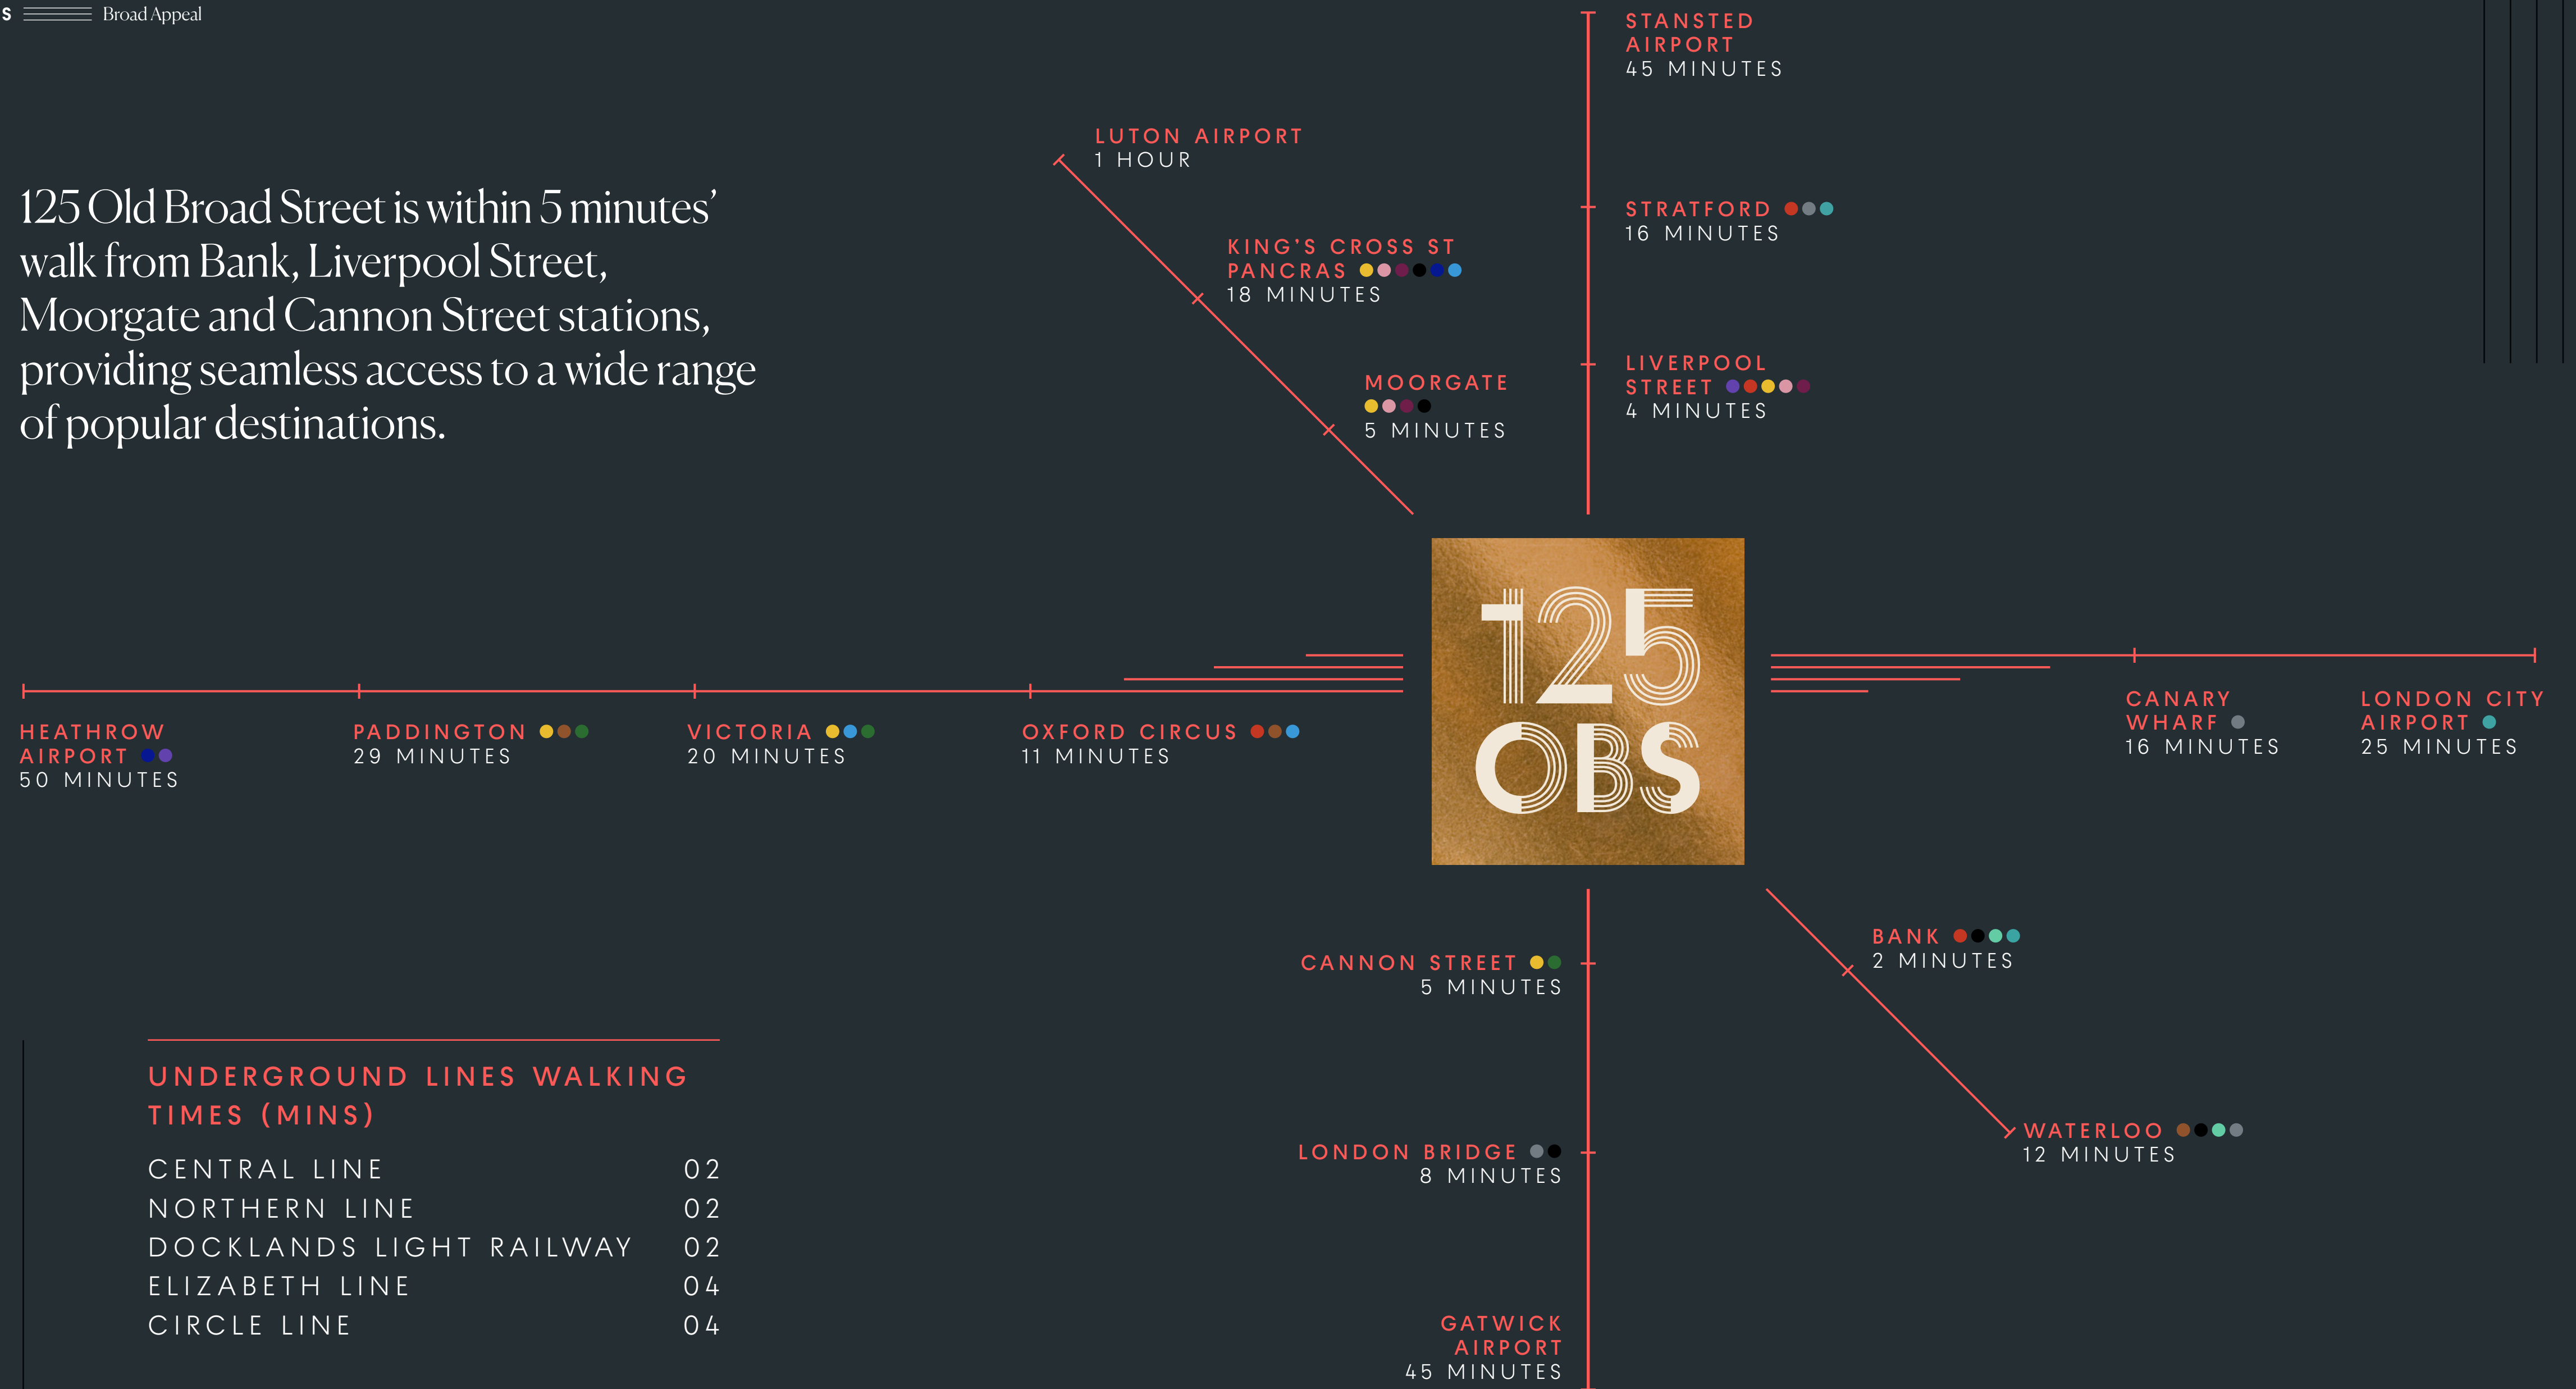 S Broad Appeal
125 Old Broad Street is within 5 minutes’
walk from Bank, Liverpool Street,
Moorgate and Cannon Street stations,
providing seamless access to a wide range
of popular destinations.
STANSTED
AIRPORT
45 MINUTES
LUTON AIRPORT
1 HOUR
STRATFORD
16 MINUTES
KING’S CROSS ST
PANCRAS
18 MINUTES
LIVERPOOL
STREET
4 MINUTES
MOORGATE
5 MINUTES
125
OBS
HEATHROW
AIRPORT
50 MINUTES
PADDINGTON
29 MINUTES
VICTORIA
20 MINUTES
OXFORD CIRCUS
11 MINUTES
CANARY
WHARF
16 MINUTES
LONDON CITY
AIRPORT
25 MINUTES
BANK
2 MINUTES
CANNON STREET
5 MINUTES
WATERLOO
12 MINUTES
LONDON BRIDGE
8 MINUTES
GATWICK
AIRPORT
45 MINUTES
UNDERGROUND LINES WALKING
TIMES (MINS)
CENTRAL LINE 02
NORTHERN LINE 02
DOCKLANDS LIGHT RAILWAY 02
ELIZABETH LINE 04
CIRCLE LINE 04